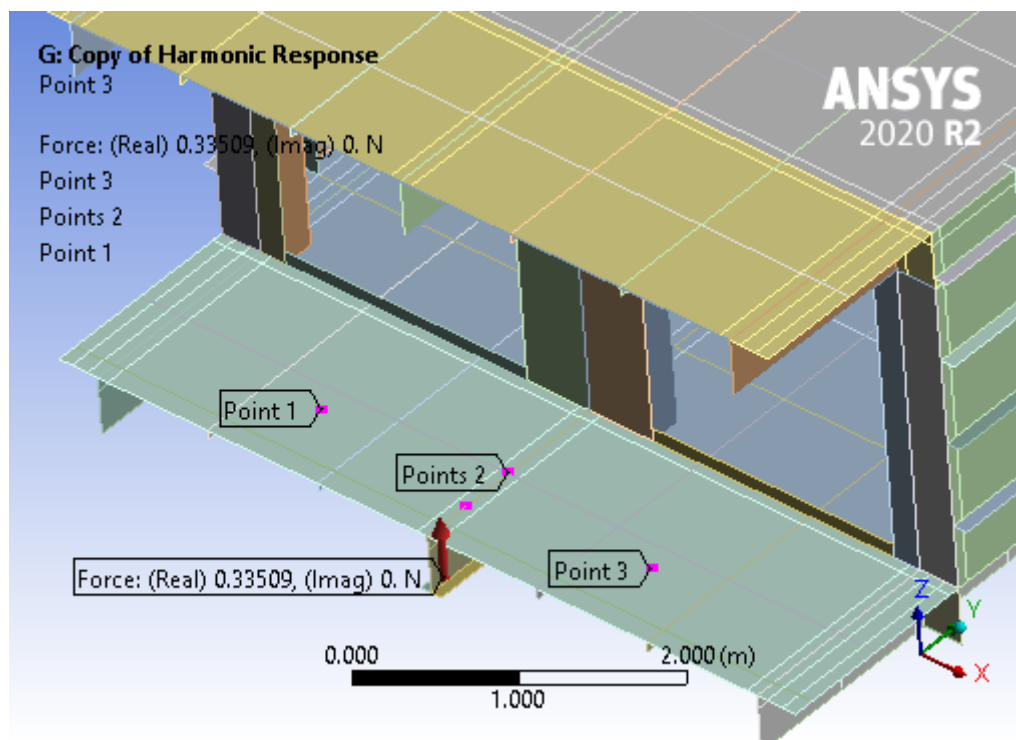 G: Copy of Harmonic Response
Point 3
Force: (Real) 0.33509, (Imag) 0. N
Point 3
Points 2
Point 1
ANSYS
2020 R2
Point 1
Points 2
Force: (Real) 0.33509, (Imag) 0. N
Point 3
Z
Y
X
0.000
2.000 (m)
1.000